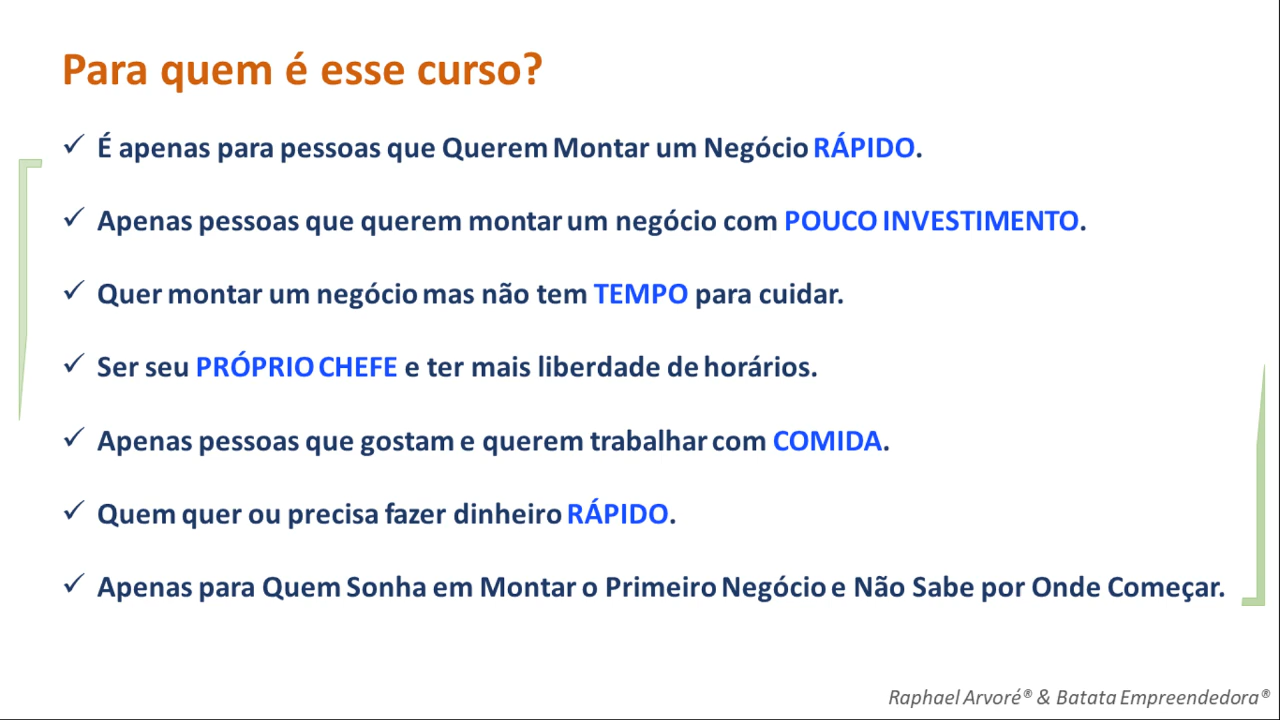 Para quem é esse curso?
✓ É apenas para pessoas que Querem Montar um Negócio RÁPIDO.
✓ Apenas pessoas que querem montar um negócio com POUCO INVESTIMENTO.
✓ Quer montar um negócio mas não tem TEMPO para cuidar.
✓ Ser seu PRÓPRIO CHEFE e ter mais liberdade de horários.
✓ Apenas pessoas que gostam e querem trabalhar com COMIDA.
✓ Quem quer ou precisa fazer dinheiro RÁPIDO.
✓ Apenas para Quem Sonha em Montar o Primeiro Negócio e Não Sabe por Onde Começar.
Raphael Arvoré® & Batata Empreendedora®